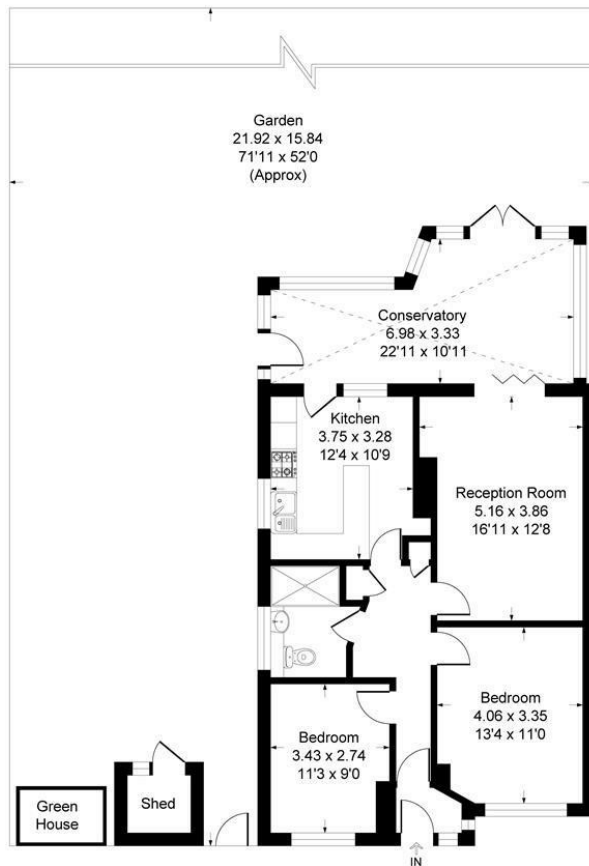 Garden
21.92 x 15.84
71'11 x 52'0
(Approx)
Conservatory
6.98 x 3.33
22'11 x 10'11
Kitchen
3.75 x 3.28
12'4 x 10'9
Reception Room
5.16 x 3.86
16'11 x 12'8
Bedroom
4.06 x 3.35
13'4 x 11'0
Bedroom
3.43 x 2.74
11'3 x 9'0
Green
House
Shed
IN